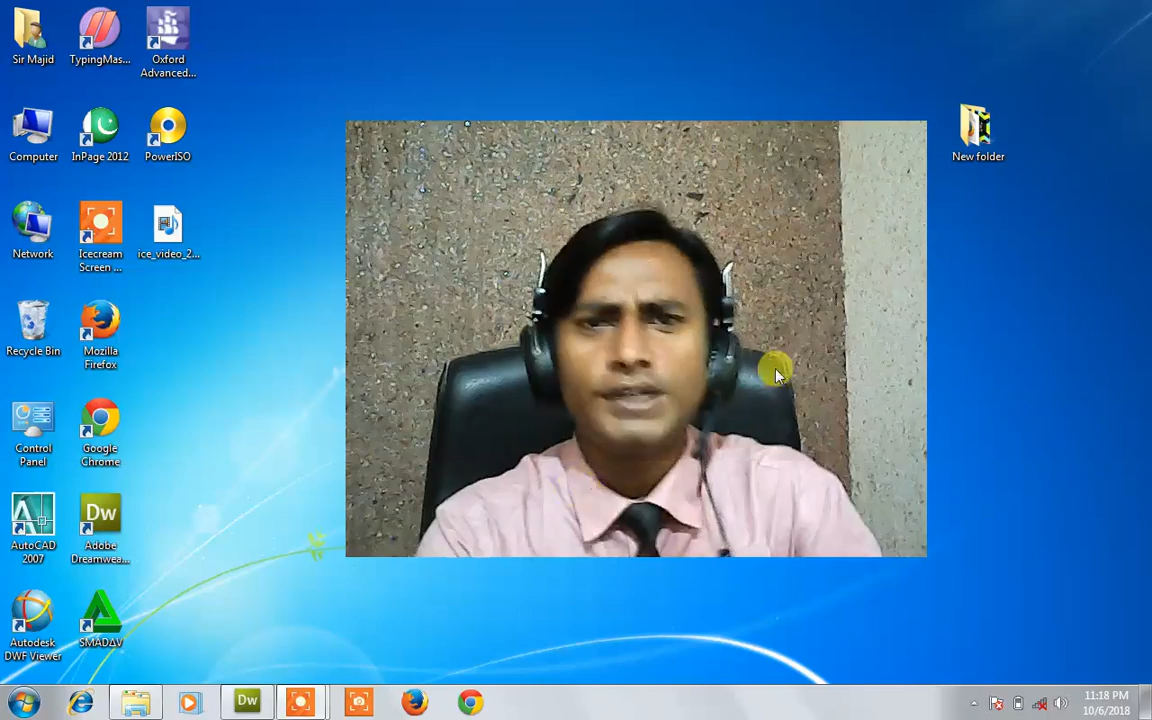 Sir Majid
TypingMas...
Oxford
Advanced...
Computer
InPage 2012
PowerISO
Network
Icecream
Screen ...
ice_video_2...
Recycle Bin
Mozilla
Firefox
Control
Panel
Google
Chrome
AutoCAD
2007
Dw
Adobe
Dreamwea...
Autodesk
DWF Viewer
SMADAV
New folder
Dw
11:18 PM
10/6/2018